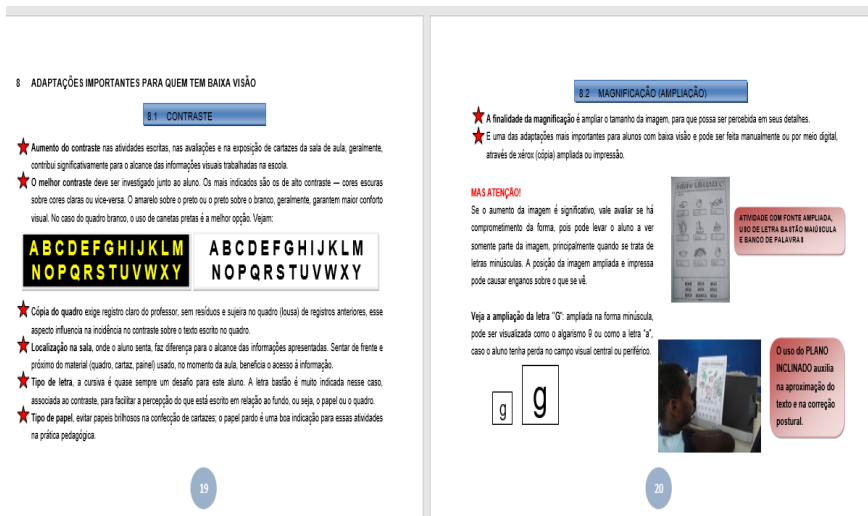 8 ADAPTAÇÕES IMPORTANTES PARA QUEM TEM BAIXA VISÃO
8.1 CONTRASTE
Aumento do contraste nas atividades escritas, nas avaliações e na exposição de cartazes da sala de aula, geralmente,
contribui significativamente para o alcance das informações visuais trabalhadas na escola.
O melhor contraste deve ser investigado junto ao aluno. Os mais indicados são os de alto contraste — cores escuras
sobre cores claras ou vice-versa. O amarelo sobre o preto ou o preto sobre o branco, geralmente, garantem maior conforto
visual. No caso do quadro branco, o uso de canetas pretas é a melhor opção. Vejam:
ABCDEFGHIJKLM
NOPQRSTUVWXY
ABCDEFGHIJKLM
NOPQRSTUVWXY
Cópia do quadro exige registro claro do professor, sem resíduos e sujeira no quadro (lousa) de registros anteriores, esse
aspecto influencia na incidência no contraste sobre o texto escrito no quadro.
Localização na sala, onde o aluno senta, faz diferença para o alcance das informações apresentadas. Sentar de frente e
próximo do material (quadro, cartaz, painel) usado, no momento da aula, beneficia o acesso à informação.
Tipo de letra, a cursiva é quase sempre um desafio para este aluno. A letra bastão é muito indicada nesse caso,
associada ao contraste, para facilitar a percepção do que está escrito em relação ao fundo, ou seja, o papel ou o quadro.
Tipo de papel, evitar papeis brilhosos na confecção de cartazes; o papel pardo é uma boa indicação para essas atividades
na prática pedagógica.
19
8.2 MAGNIFICAÇÃO (AMPLIAÇÃO)
A finalidade da magnificação é ampliar o tamanho da imagem, para que possa ser percebida em seus detalhes.
E uma das adaptações mais importantes para alunos com baixa visão e pode ser feita manualmente ou por meio digital,
através de xérox (cópia) ampliada ou impressão.
MAS ATENÇÃO!
Se o aumento da imagem é significativo, vale avaliar se há
comprometimento da forma, pois pode levar o aluno a ver
somente parte da imagem, principalmente quando se trata de
letras minúsculas. A posição da imagem ampliada e impressa
pode causar enganos sobre o que se vê.
ATIVIDADE COM FONTE AMPLIADA,
USO DE LETRA BASTÃO MAIÚSCULA
E BANCO DE PALAVRAS
Veja a ampliação da letra "G": ampliada na forma minúscula,
pode ser visualizada como o algarismo 9 ou como a letra "a",
caso o aluno tenha perda no campo visual central ou periférico.
g
g
O uso do PLANO
INCLINADO auxilia
na aproximação do
texto e na correção
postural.
20